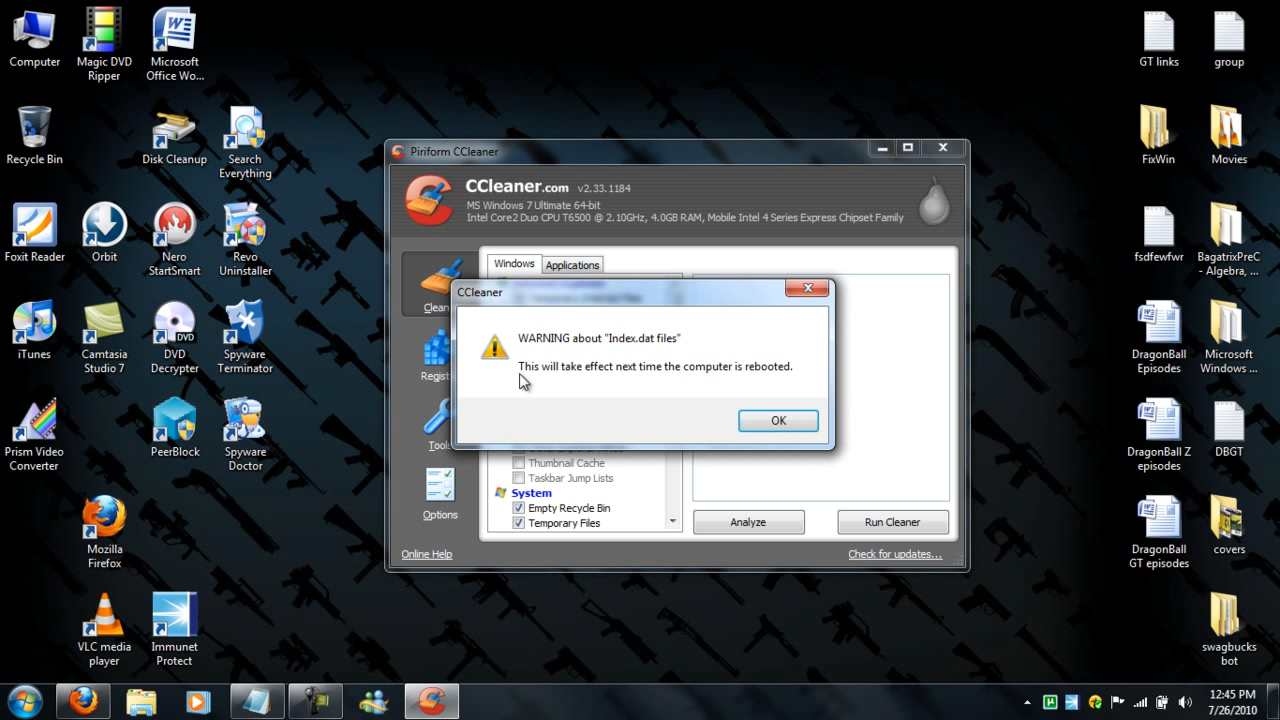 Computer
Magic DVD
Ripper
Microsoft
Office Wo...
Recycle Bin
Disk Cleanup
Search
Everything
Foxit Reader
Orbit
Nero
StartSmart
Revo
Uninstaller
iTunes
Camtasia
Studio 7
DVD
DVD
Decrypter
Spyware
Terminator
Prism Video
Converter
PeerBlock
Spyware
Doctor
Mozilla
Firefox
VLC media
player
Immunet
Protect
Piriform CCleaner
CCleaner.com v2.33.1184
MS Windows 7 Ultimate 64-bit
Intel Core2 Duo CPU T6500 @ 2.10GHz, 4.0GB RAM, Mobile Intel 4 Series Express Chipset Family
Windows
Applications
CCleaner
WARNING about "Index.dat files"
This will take effect next time the computer is rebooted.
OK
Options
Thumbnail Cache
Taskbar Jump Lists
System
Empty Recycle Bin
Temporary Files
Analyze
Run Cleaner
Online Help
Check for updates...
GT links
group
FixWin
Movies
fsdfewfwr
BagatrixPreC
- Algebra, ...
DragonBall
Episodes
Microsoft
Windows ...
DragonBall Z
episodes
DBGT
DragonBall
GT episodes
covers
swagbucks
bot
12:45 PM
7/26/2010